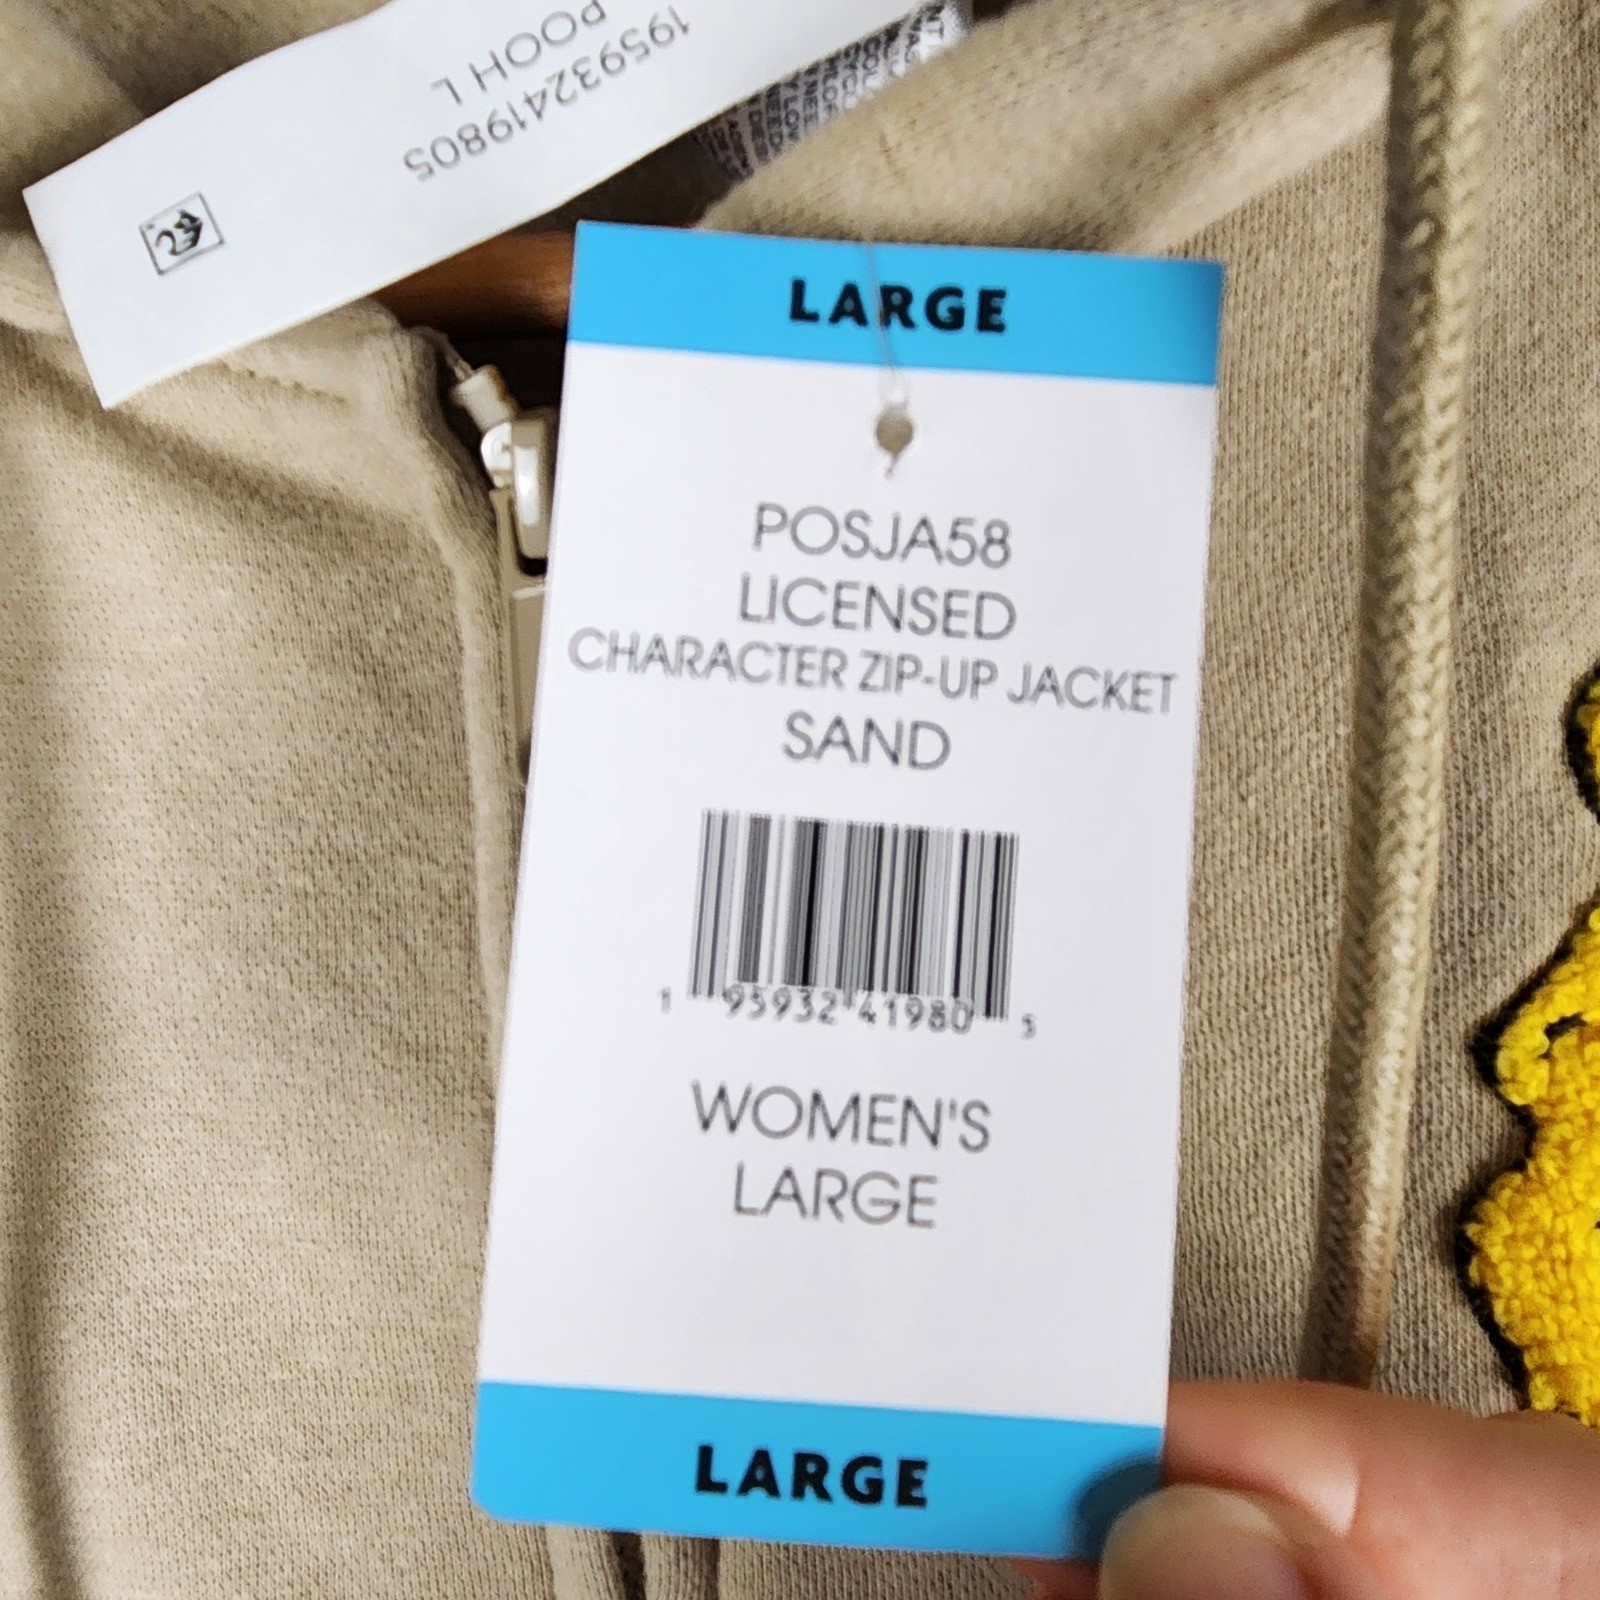 195932419805
POOH L
LARGE
POSJA58
LICENSED
CHARACTER ZIP-UP JACKET
SAND
1 95932 41980 5
WOMEN'S
LARGE
LARGE